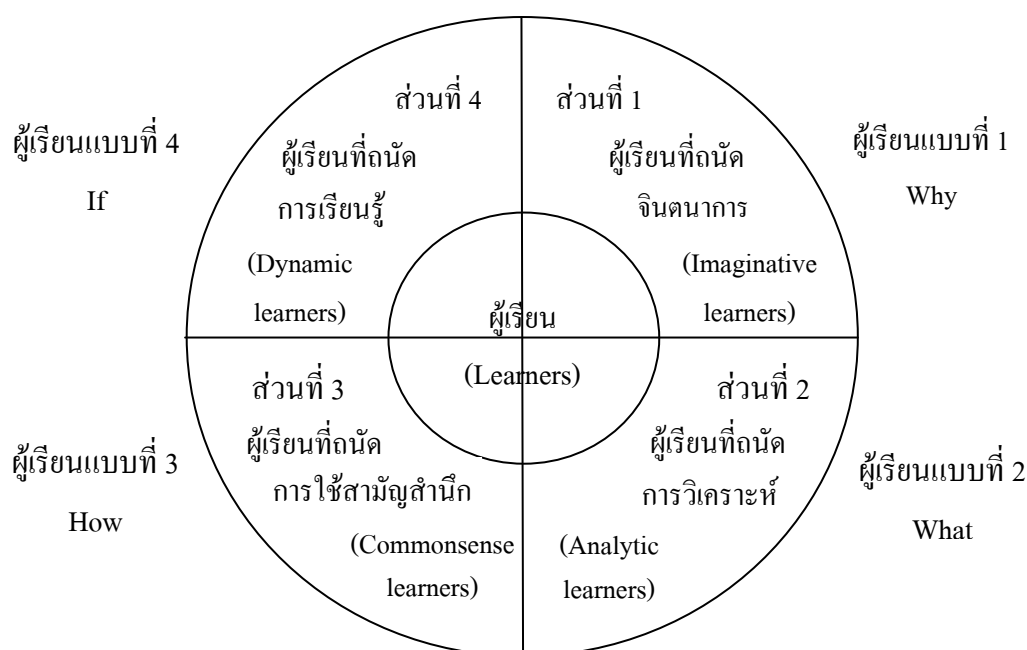 ส่วนที่ 4
ผู้เรียนที่ถนัด
การเรียนรู้
(Dynamic
learners)
ส่วนที่ 1
ผู้เรียนที่ถนัด
จินตนาการ
(Imaginative
learners)
ผู้เรียนแบบที่ 4
If
ผู้เรียนแบบที่ 1
Why
ผู้เรียน
(Learners)
ส่วนที่ 3
ผู้เรียนที่ถนัด
การใช้สามัญสำนึก
(Commonsense
learners)
ส่วนที่ 2
ผู้เรียนที่ถนัด
การวิเคราะห์
(Analytic
learners)
ผู้เรียนแบบที่ 3
How
ผู้เรียนแบบที่ 2
What